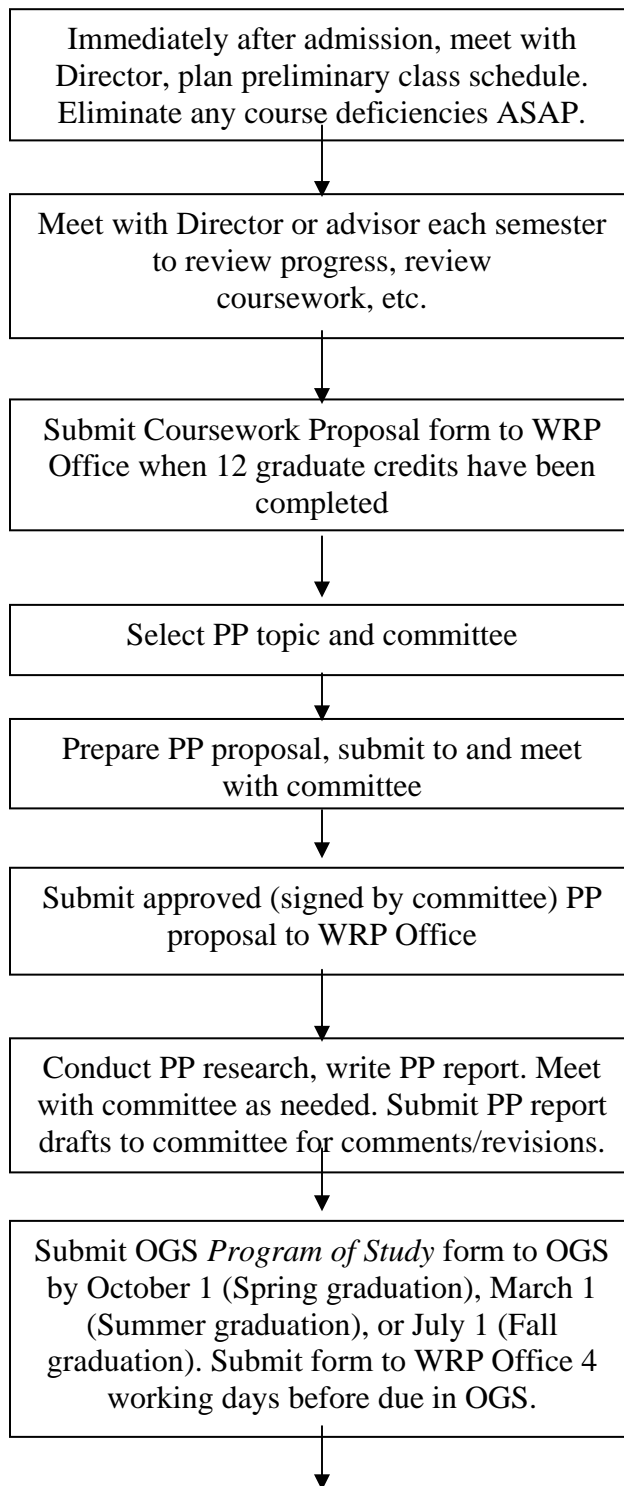 Immediately after admission, meet with
Director, plan preliminary class schedule.
Eliminate any course deficiencies ASAP.
Meet with Director or advisor each semester
to review progress, review
coursework, etc.
Submit Coursework Proposal form to WRP
Office when 12 graduate credits have been
completed
Select PP topic and committee
Prepare PP proposal, submit to and meet
with committee
Submit approved (signed by committee) PP
proposal to WRP Office
Conduct PP research, write PP report. Meet
with committee as needed. Submit PP report
drafts to committee for comments/revisions.
Submit OGS Program of Study form to OGS
by October 1 (Spring graduation), March 1
(Summer graduation), or July 1 (Fall
graduation). Submit form to WRP Office 4
working days before due in OGS.